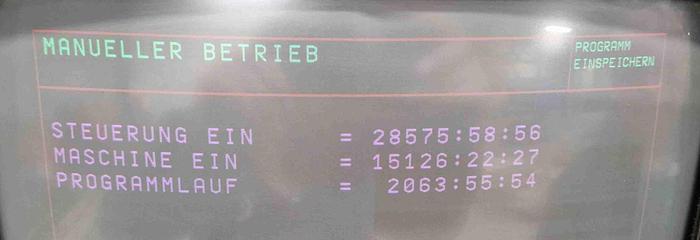 MANUELLER BETRIEB
PROGRAMM
EINSPEICHERN
STEUERUNG EIN = 28575:58:56
MASCHINE EIN = 15126:22:27
PROGRAMMLAUF = 2063:55:54